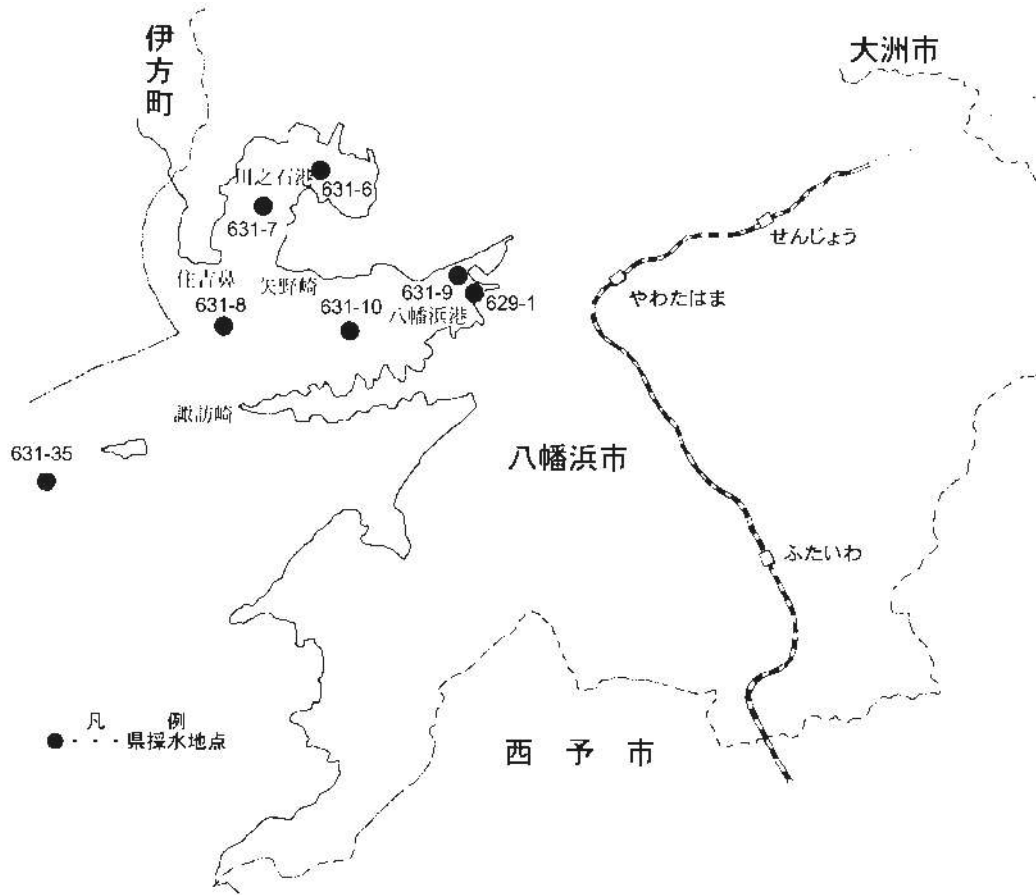 伊方町
大洲市
川之石港
631-6
631-7
せんじょう
住吉鼻
矢野崎
631-9
629-1
やわたはま
631-8
631-10
八幡浜港
諏訪崎
631-35
八幡浜市
ふたいわ
凡 例
●・・・県採水地点
西予市